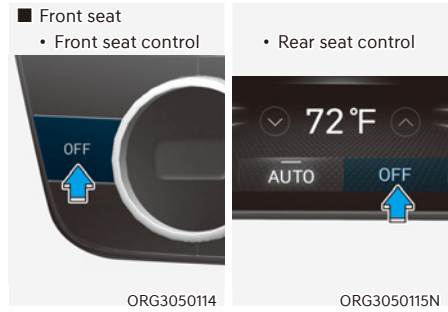 ■ Front seat
• Front seat control
OFF
ORG3050114
• Rear seat control
72°F
AUTO OFF
ORG3050115N